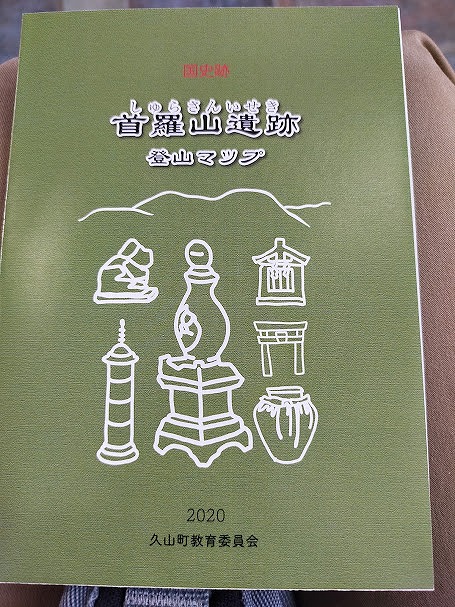 國史跡
しゅらさんいせき
首羅山遺跡
登山マップ
2020
久山町教育委員会